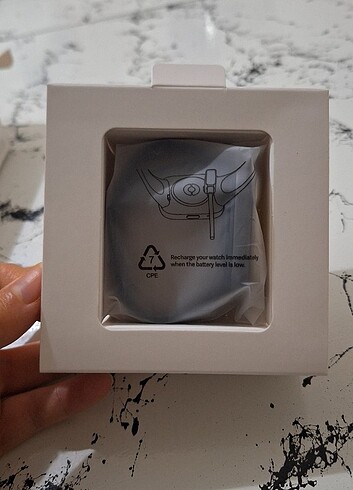 7
CPE
Recharge your watch immediately
when the battery level is low.